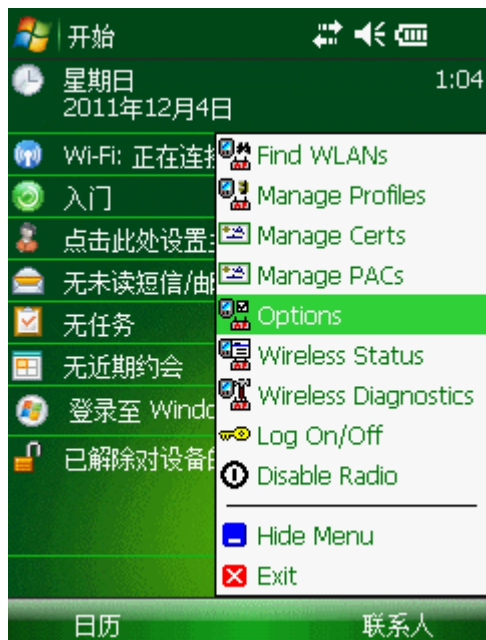 开始
星期日
1:04
2011年12月4日
Wi-Fi: 正在连接
入门
点击此处设置
无未读短信/邮
无任务
无近期约会
登录至 Windo
已解除对设备
Find WLANs
Manage Profiles
Manage Certs
Manage PACs
Options
Wireless Status
Wireless Diagnostics
Log On/Off
Disable Radio
Hide Menu
Exit
日历
联系人